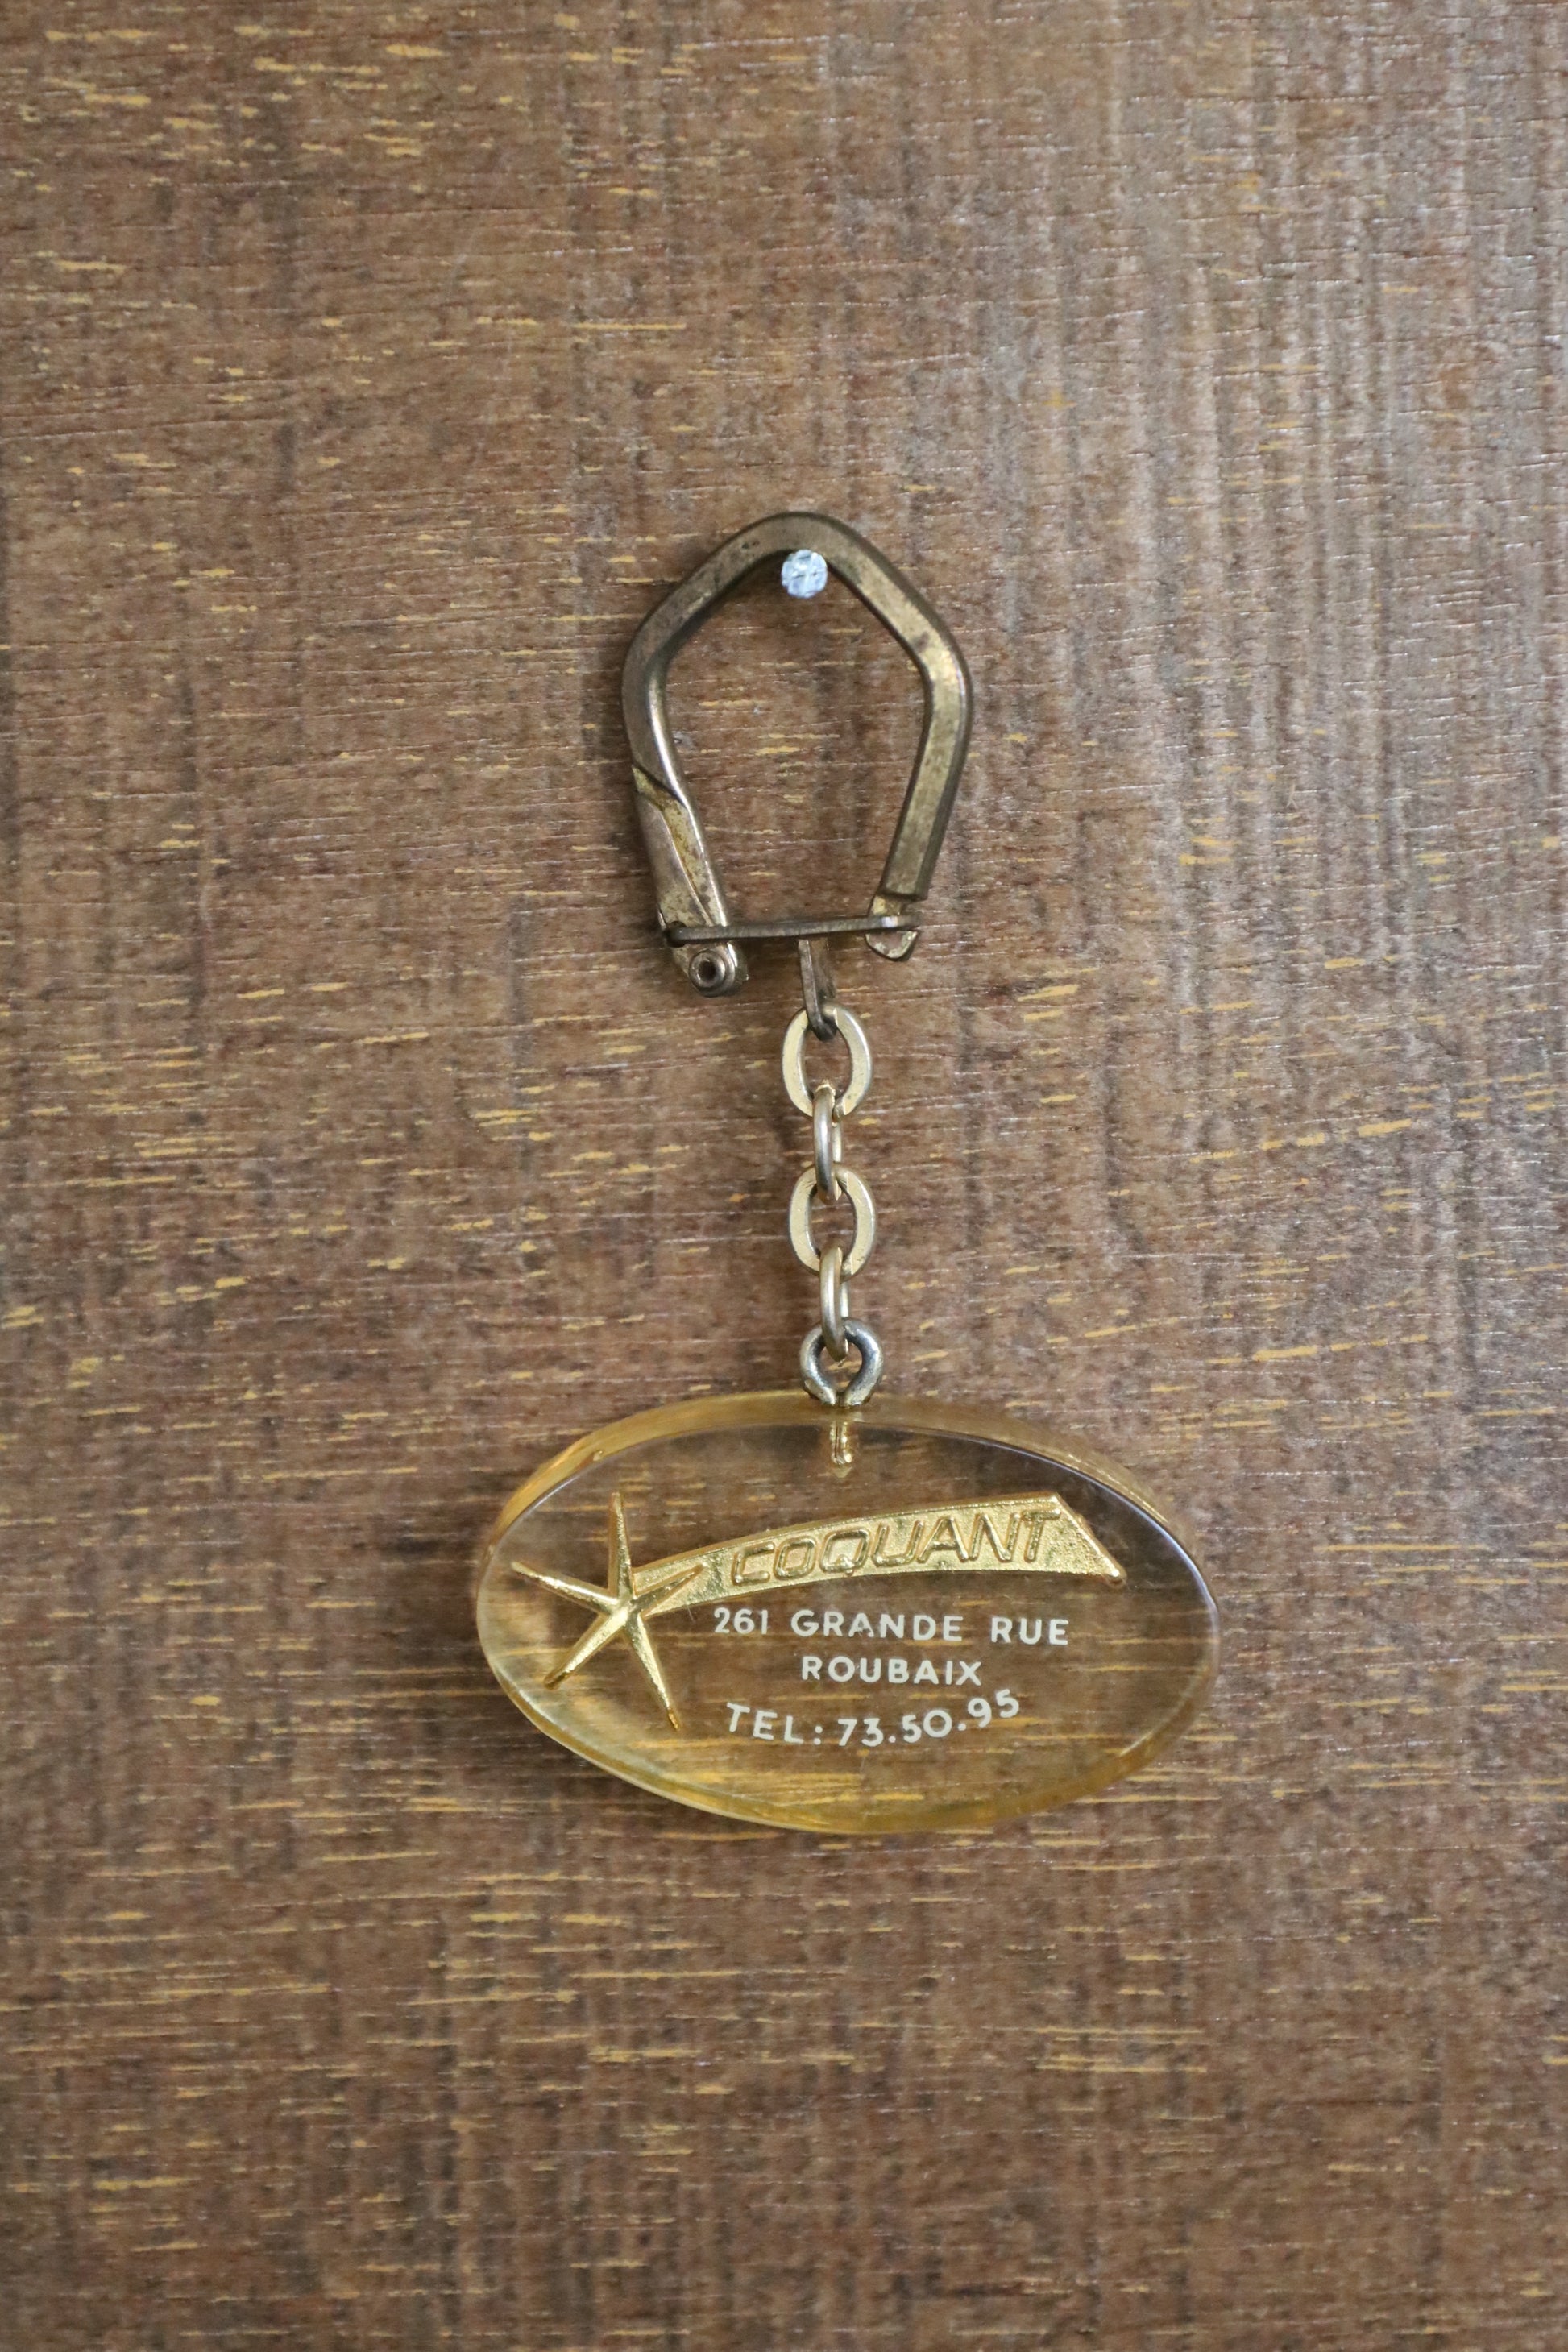 COQUANT
261 GRANDE RUE
ROUBAIX
TEL: 73.50.95